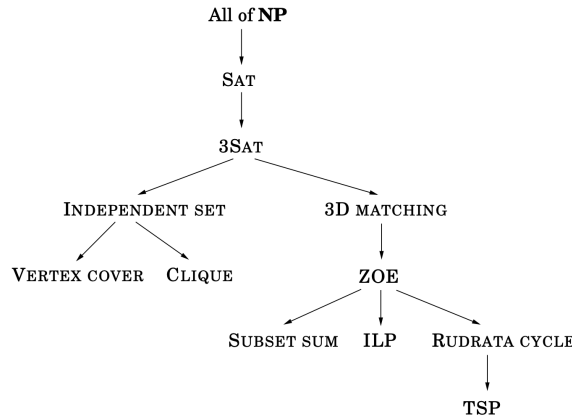 All of NP
SAT
3SAT
INDEPENDENT SET 3D MATCHING
VERTEX COVER CLIQUE ZOE
SUBSET SUM ILP RUDRATA CYCLE
TSP